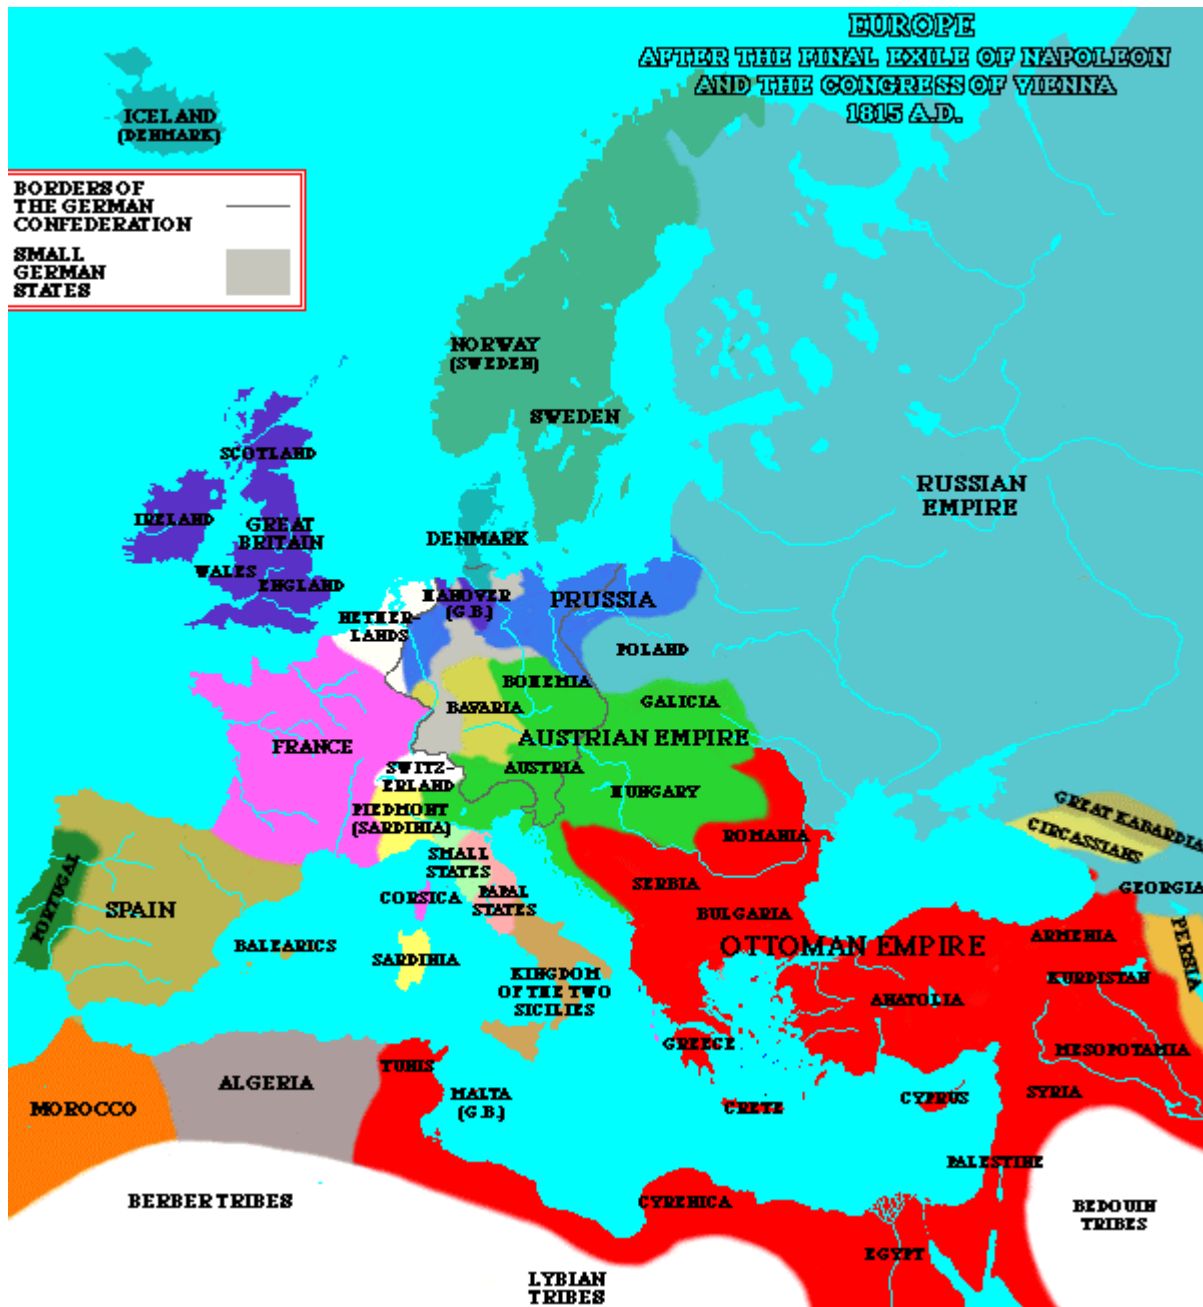 EUROPE
AFTER THE FINAL EXILE OF NAPOLEON
AND THE CONGRESS OF VIENNA
1815 A.D.
ICELAND
(DENMARK)
BORDERS OF
THE GERMAN
CONFEDERATION
SMALL
GERMAN
STATES
NORWAY
(SWEDEN)
SWEDEN
SCOTLAND
RUSSIAN
EMPIRE
IRELAND
GREAT
BRITAIN
DENMARK
WALES
ENGLAND
HANOVER
(G.B.)
PRUSSIA
NETHER-
LANDS
POLAND
BOHEMIA
GALICIA
BAVARIA
FRANCE
AUSTRIAN EMPIRE
SWITZ-
ERLAND
AUSTRIA
HUNGARY
PIEDMONT
(SARDINIA)
ROMANIA
GREAT KABARDIA
CIRCASSIANS
SMALL
STATES
GEORGIA
PORTUGAL
SPAIN
CORSICA
PAPAL
STATES
SERBIA
BULGARIA
OTTOMAN EMPIRE
ARMENIA
PERSIA
BALEARICS
SARDINIA
KINGDOM
OF THE TWO
SICILIES
KURDISTAN
ANATOLIA
GREECE
MESOPOTAMIA
TUNIS
ALGERIA
MALTA
(G.B.)
CRETE
CYPRUS
SYRIA
MOROCCO
PALESTINE
BERBER TRIBES
CYRENICA
BEDOUIN
TRIBES
EGYPT
LYBIAN
TRIBES